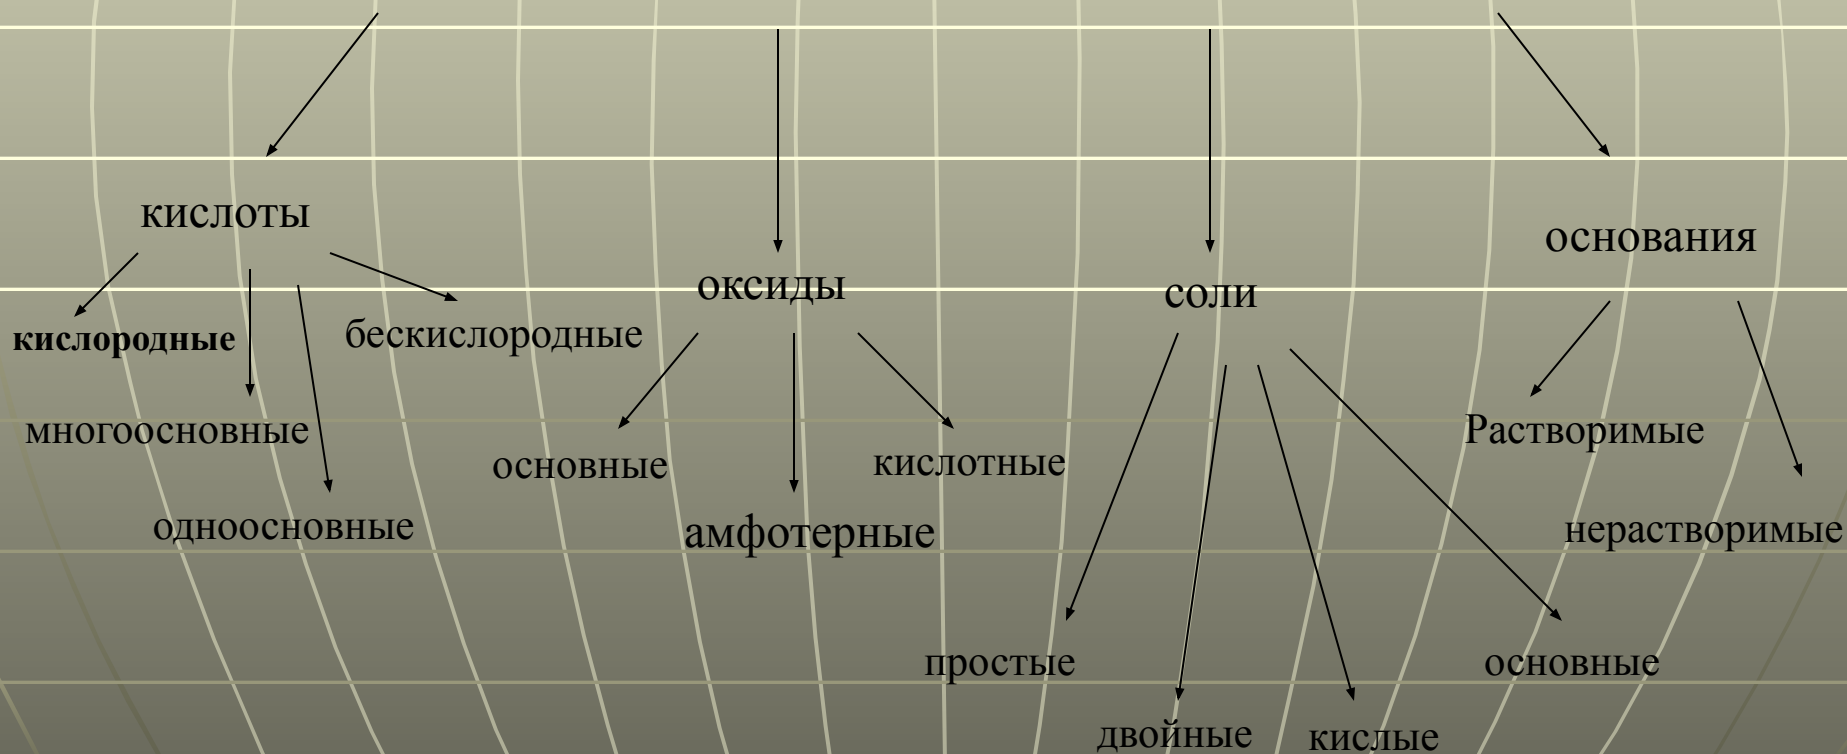 кислоты
основания
оксиды
соли
кислородные
бескислородные
многоосновные
Растворимые
основные
кислотные
одноосновные
амфотерные
нерастворимые
простые
основные
двойные
кислые